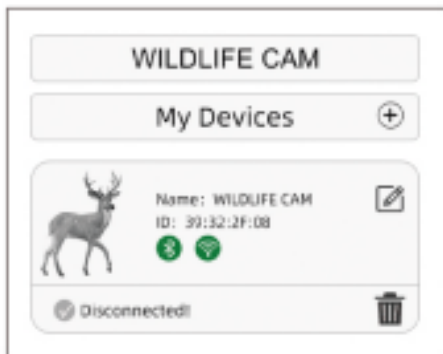 WILDLIFE CAM
My Devices
Name: WILDLIFE CAM
ID: 39:32:2F:08
Disconnected!